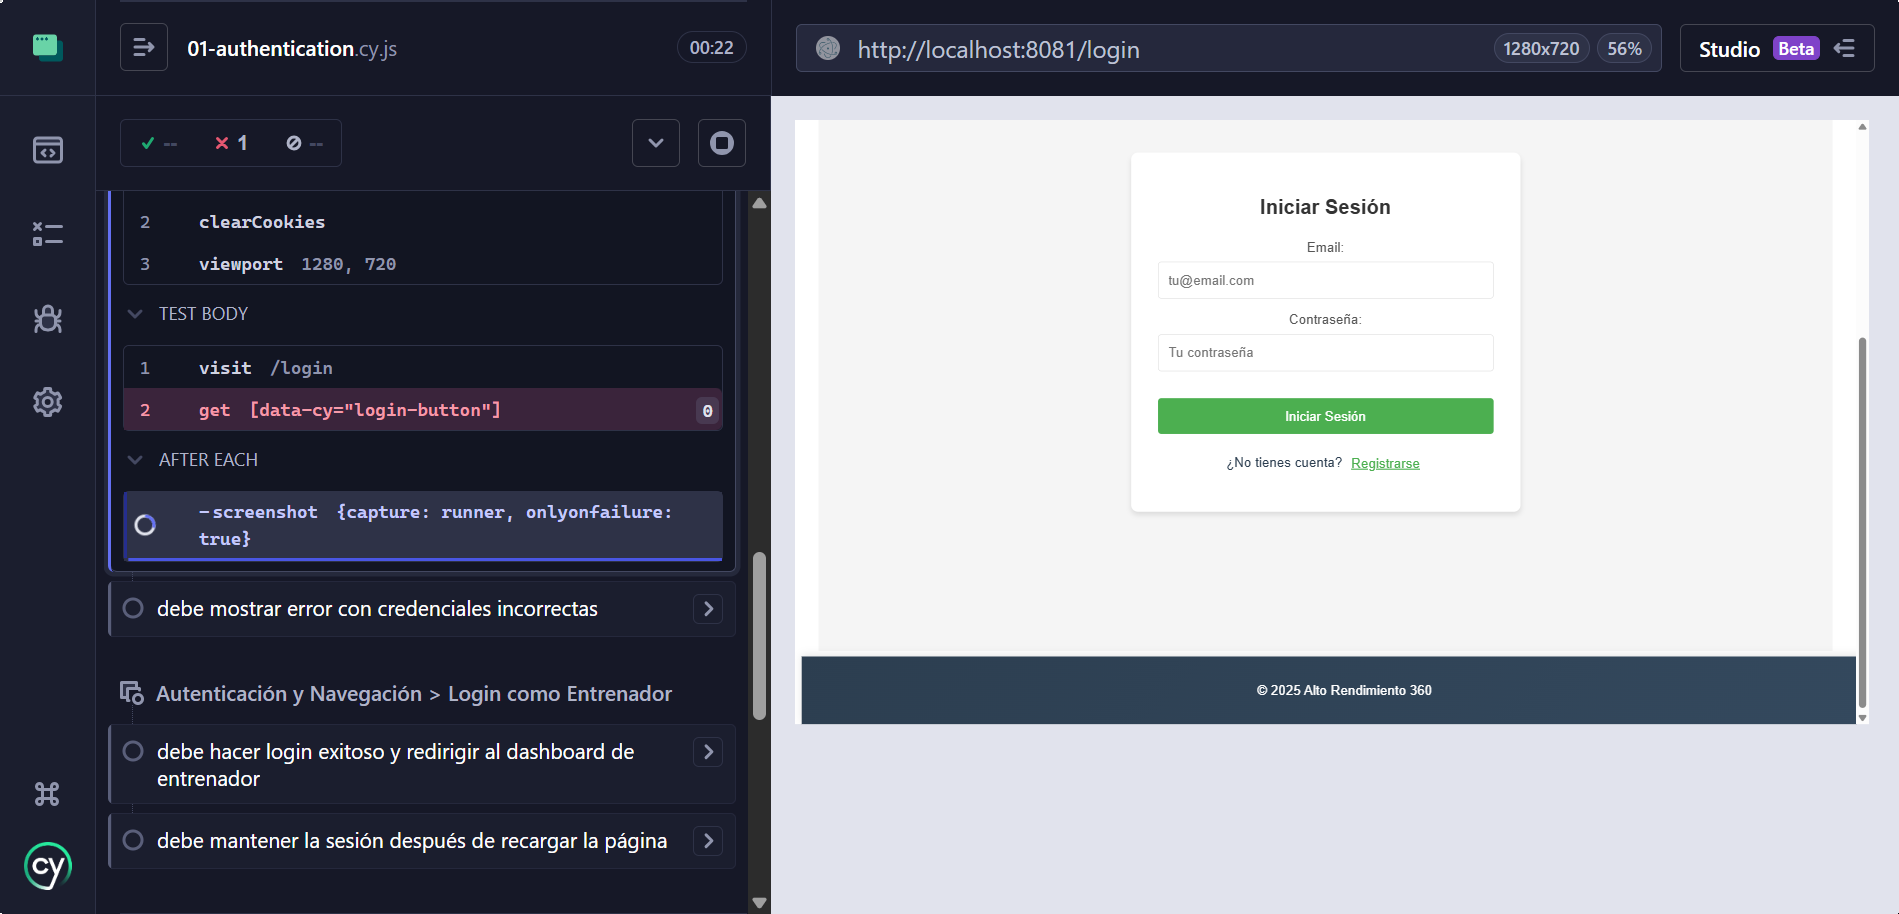 01-authentication.cy.js
00:22
http://localhost:8081/login
1280x720
56%
Studio Beta
--
1
--
2 clearCookies
3 viewport 1280, 720
TEST BODY
1 visit /login
2 get [data-cy="login-button"] 0
AFTER EACH
-screenshot {capture: runner, onlyonfailure:
true}
debe mostrar error con credenciales incorrectas
Autenticación y Navegación > Login como Entrenador
debe hacer login exitoso y redirigir al dashboard de
entrenador
debe mantener la sesión después de recargar la página
cy
Iniciar Sesión
Email:
tu@email.com
Contraseña:
Tu contraseña
Iniciar Sesión
¿No tienes cuenta? Registrarse
© 2025 Alto Rendimiento 360